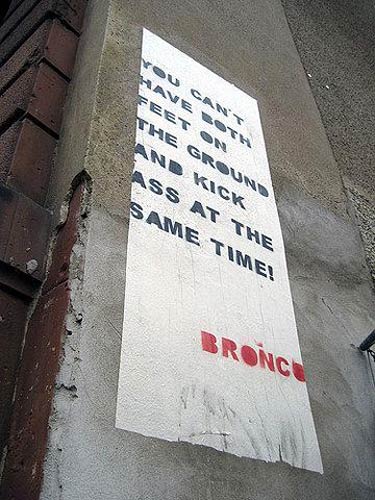 YOU CAN'T
HAVE BOTH
FEET ON
THE GROUND
AND KICK
ASS AT THE
SAME TIME!
BRONCO